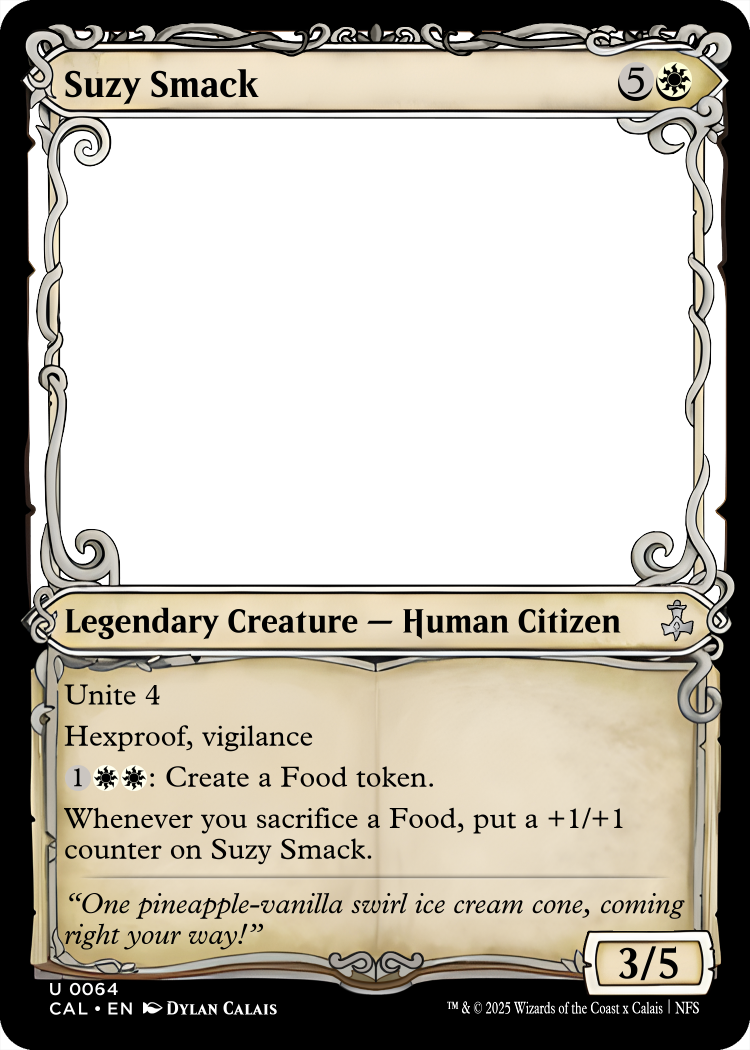 Suzy Smack 5
Legendary Creature — Human Citizen
Unite 4
Hexproof, vigilance
1: Create a Food token.
Whenever you sacrifice a Food, put a +1/+1
counter on Suzy Smack.
“One pineapple-vanilla swirl ice cream cone, coming
right your way!”
3/5
U 0064
CAL • EN Dylan Calais
™ & © 2025 Wizards of the Coast x Calais | NFS